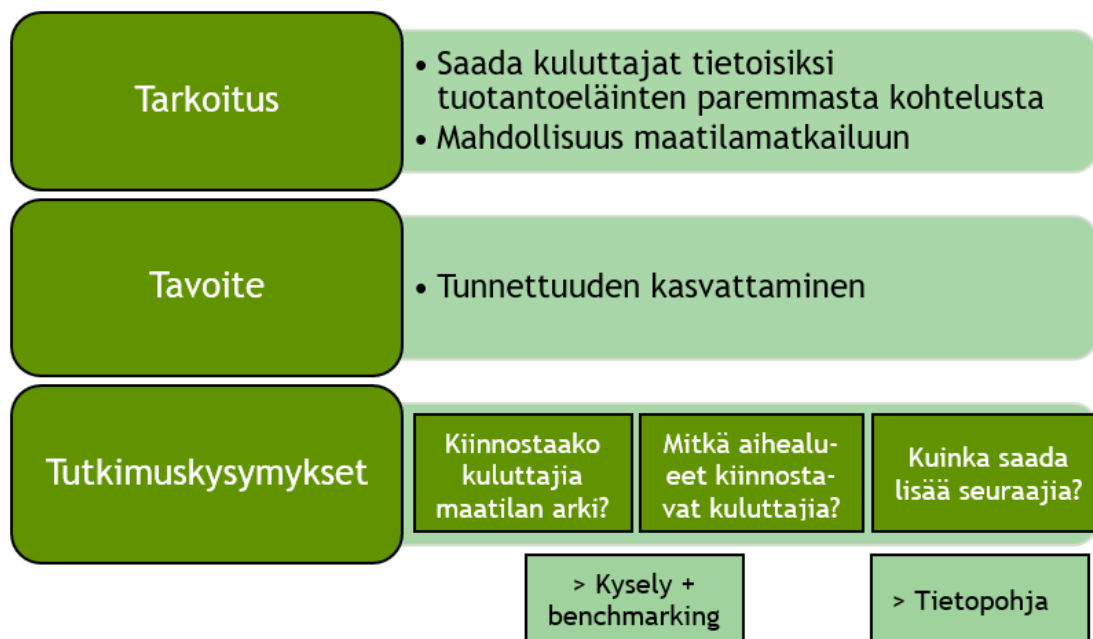 Tarkoitus
• Saada kuluttajat tietoisiksi
tuotantoeläinten paremmasta kohtelusta
• Mahdollisuus maatilamatkailuun
Tavoite
• Tunnettuuden kasvattaminen
Tutkimuskysymykset
Kiinnostaako
kuluttajia
maatilan arki?
Mitkä aihealu-
eet kiinnosta-
vat kuluttajia?
Kuinka saada
lisää seuraajia?
> Kysely +
benchmarking
> Tietopohja